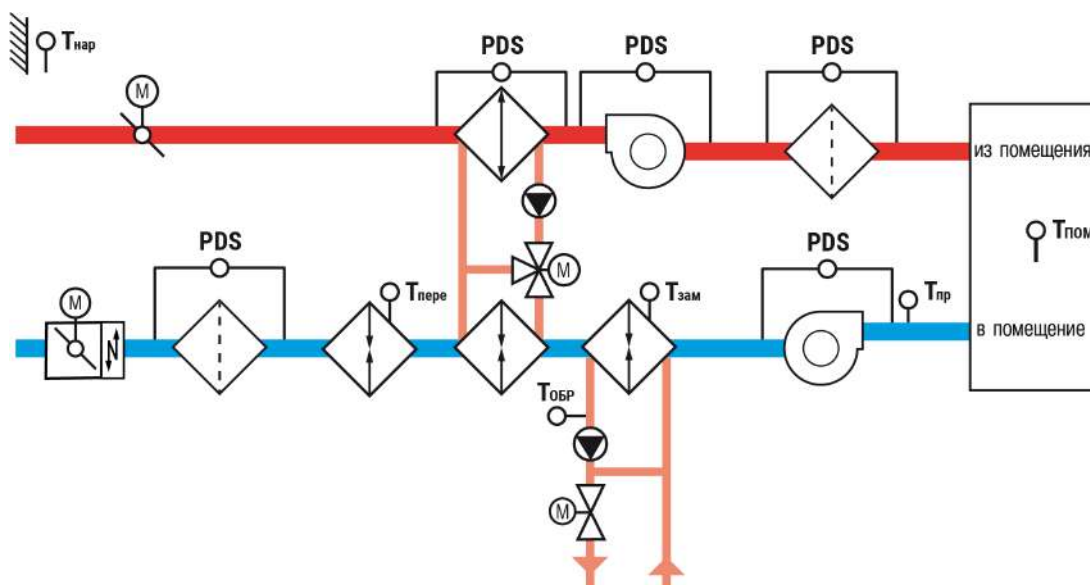 Tнар
PDS
PDS
PDS
M
из помещения
Tпом
M
PDS
Tпере
M
Tзам
PDS
Tпр
M
в помещение
TОБР
M